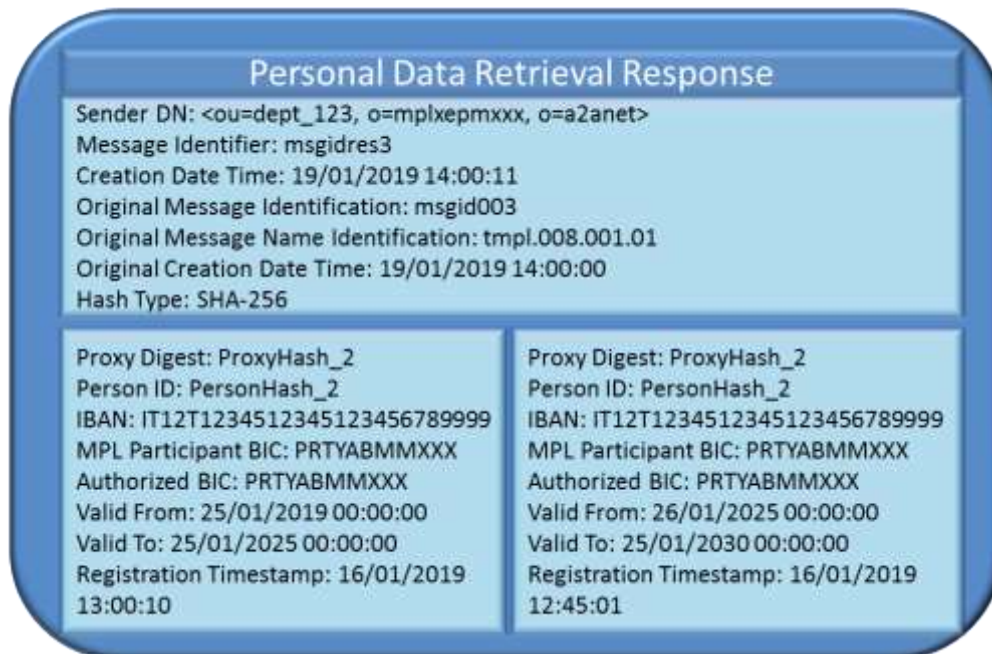 Personal Data Retrieval Response
Sender DN: <ou=dept_123, o=mplxepmxxx, o=a2anet>
Message Identifier: msgidres3
Creation Date Time: 19/01/2019 14:00:11
Original Message Identification: msgid003
Original Message Name Identification: tmpl.008.001.01
Original Creation Date Time: 19/01/2019 14:00:00
Hash Type: SHA-256
Proxy Digest: ProxyHash_2
Person ID: PersonHash_2
IBAN: IT12T1234512345123456789999
MPL Participant BIC: PRTYABMMXXX
Authorized BIC: PRTYABMMXXX
Valid From: 25/01/2019 00:00:00
Valid To: 25/01/2025 00:00:00
Registration Timestamp: 16/01/2019
13:00:10
Proxy Digest: ProxyHash_2
Person ID: PersonHash_2
IBAN: IT12T1234512345123456789999
MPL Participant BIC: PRTYABMMXXX
Authorized BIC: PRTYABMMXXX
Valid From: 26/01/2025 00:00:00
Valid To: 25/01/2030 00:00:00
Registration Timestamp: 16/01/2019
12:45:01